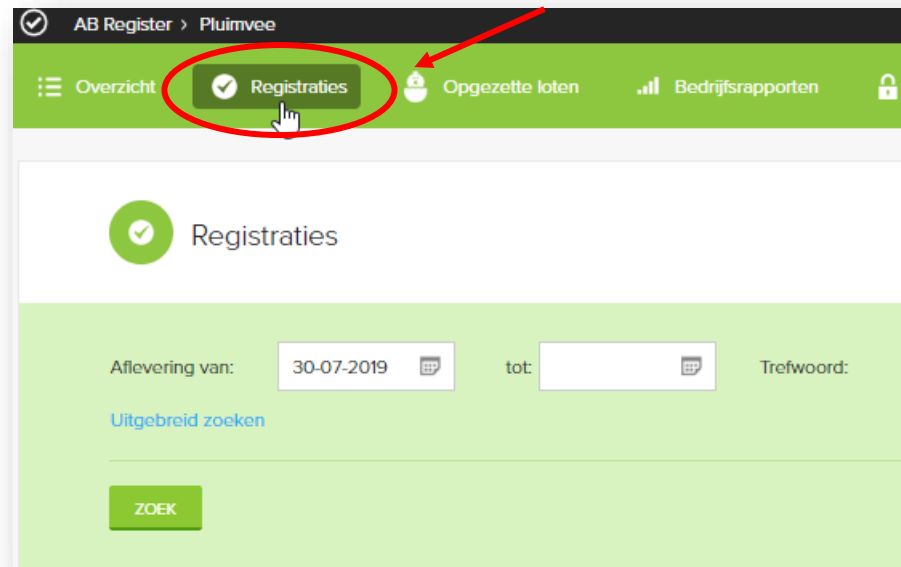 AB Register > Pluimvee
Overzicht Registraties Opgezette loten Bedrijfsrapporten
Registraties
Aflevering van: 30-07-2019 tot: Trefwoord:
Uitgebreid zoeken
ZOEK